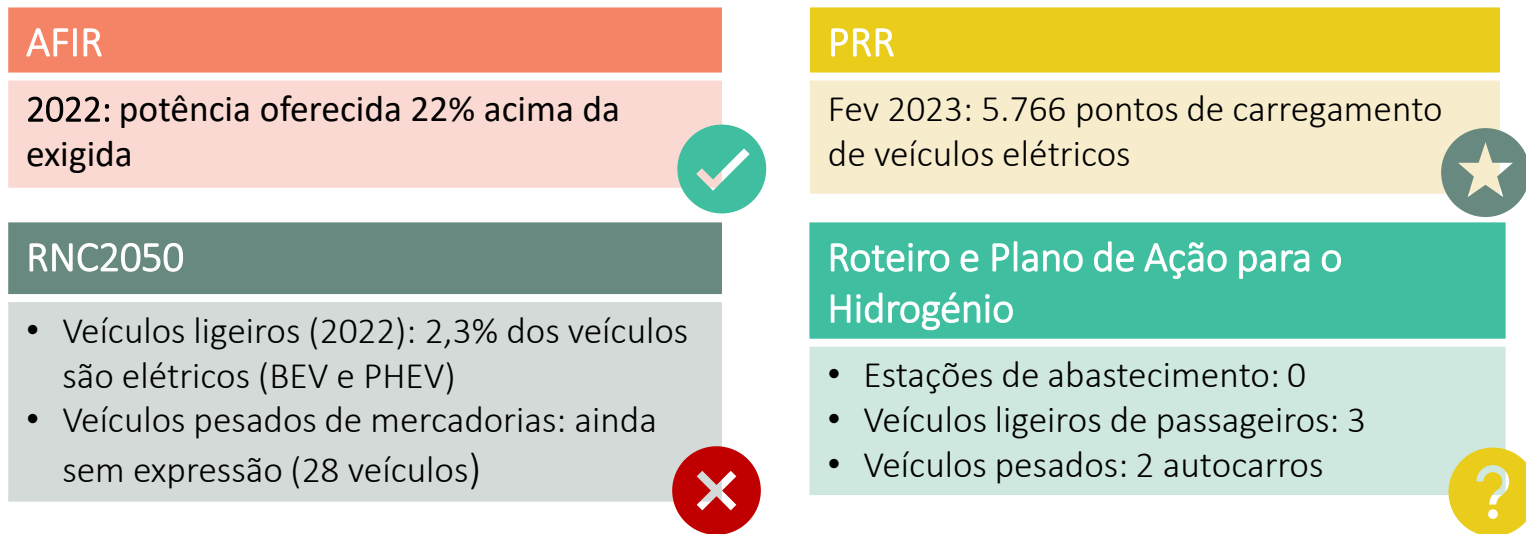 AFIR
2022: potência oferecida 22% acima da
exigida
PRR
Fev 2023: 5.766 pontos de carregamento
de veículos elétricos
RNC2050
• Veículos ligeiros (2022): 2,3% dos veículos
são elétricos (BEV e PHEV)
• Veículos pesados de mercadorias: ainda
sem expressão (28 veículos)
Roteiro e Plano de Ação para o
Hidrogénio
• Estações de abastecimento: 0
• Veículos ligeiros de passageiros: 3
• Veículos pesados: 2 autocarros
?